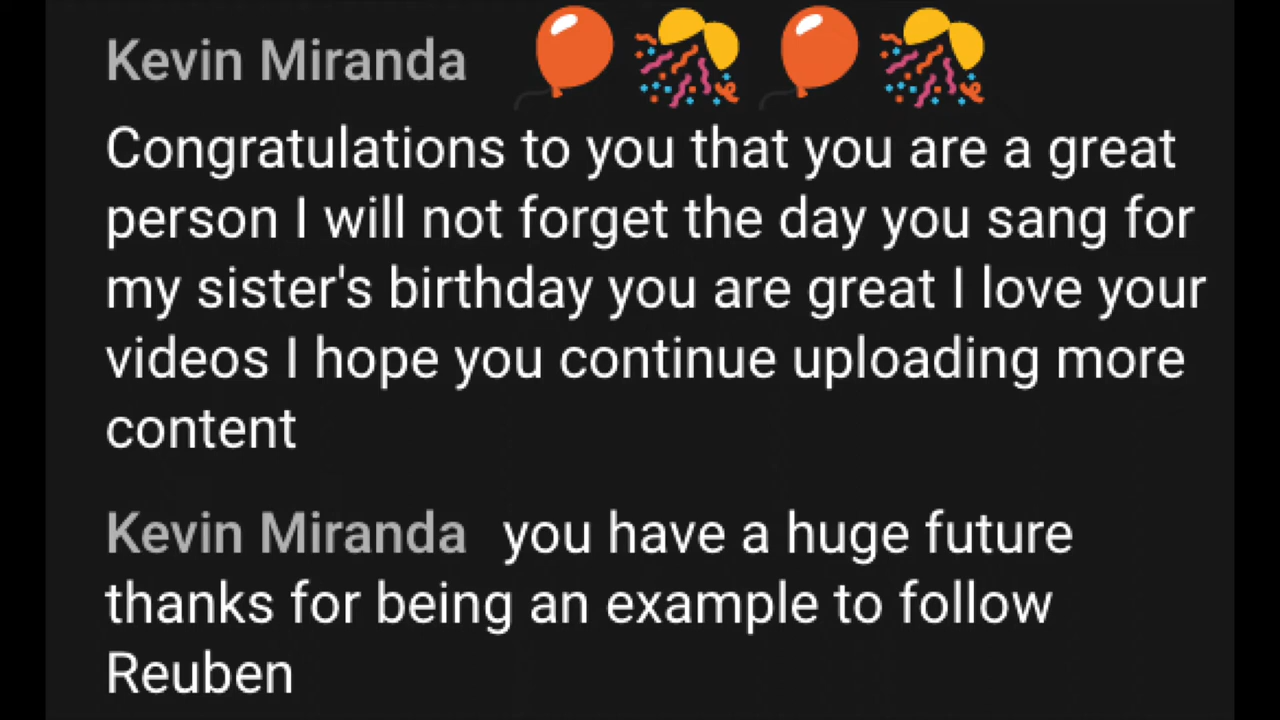 Kevin Miranda 🎈🎊🎈🎊
Congratulations to you that you are a great
person I will not forget the day you sang for
my sister's birthday you are great I love your
videos I hope you continue uploading more
content
Kevin Miranda you have a huge future
thanks for being an example to follow
Reuben